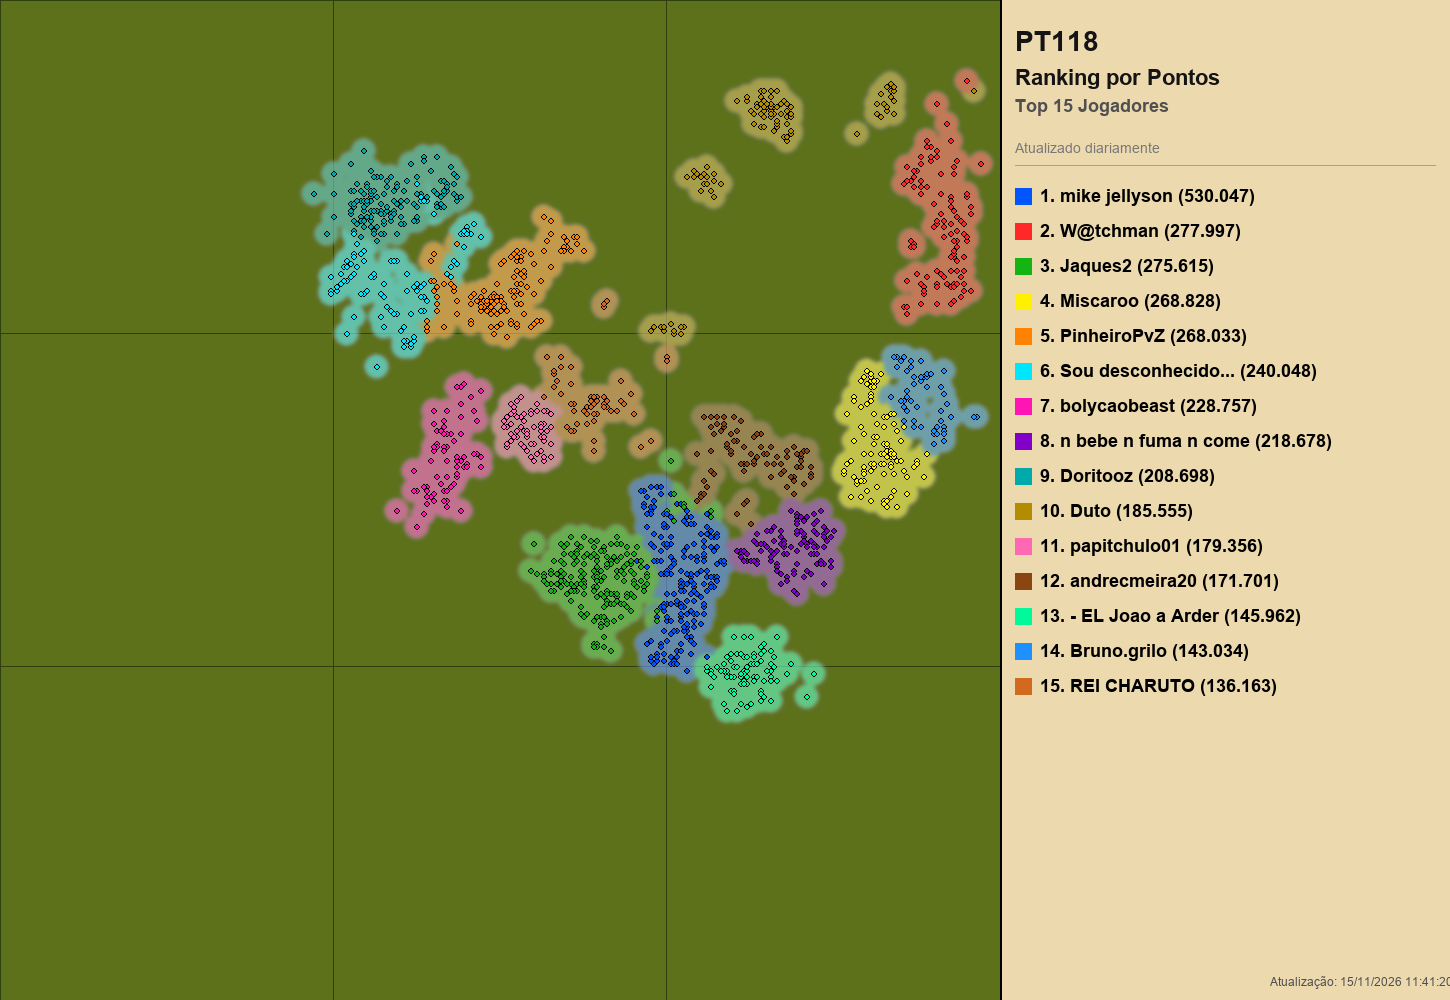 PT118
Ranking por Pontos
Top 15 Jogadores
Atualizado diariamente
1. mike jellyson (530.047)
2. W@tchman (277.997)
3. Jaques2 (275.615)
4. Miscaroo (268.828)
5. PinheiroPvZ (268.033)
6. Sou desconhecido... (240.048)
7. bolycaobeast (228.757)
8. n bebe n fuma n come (218.678)
9. Doritooz (208.698)
10. Duto (185.555)
11. papitchulo01 (179.356)
12. andrecmeira20 (171.701)
13. - EL Joao a Arder (145.962)
14. Bruno.grilo (143.034)
15. REI CHARUTO (136.163)
Atualização: 15/11/2026 11:41:20